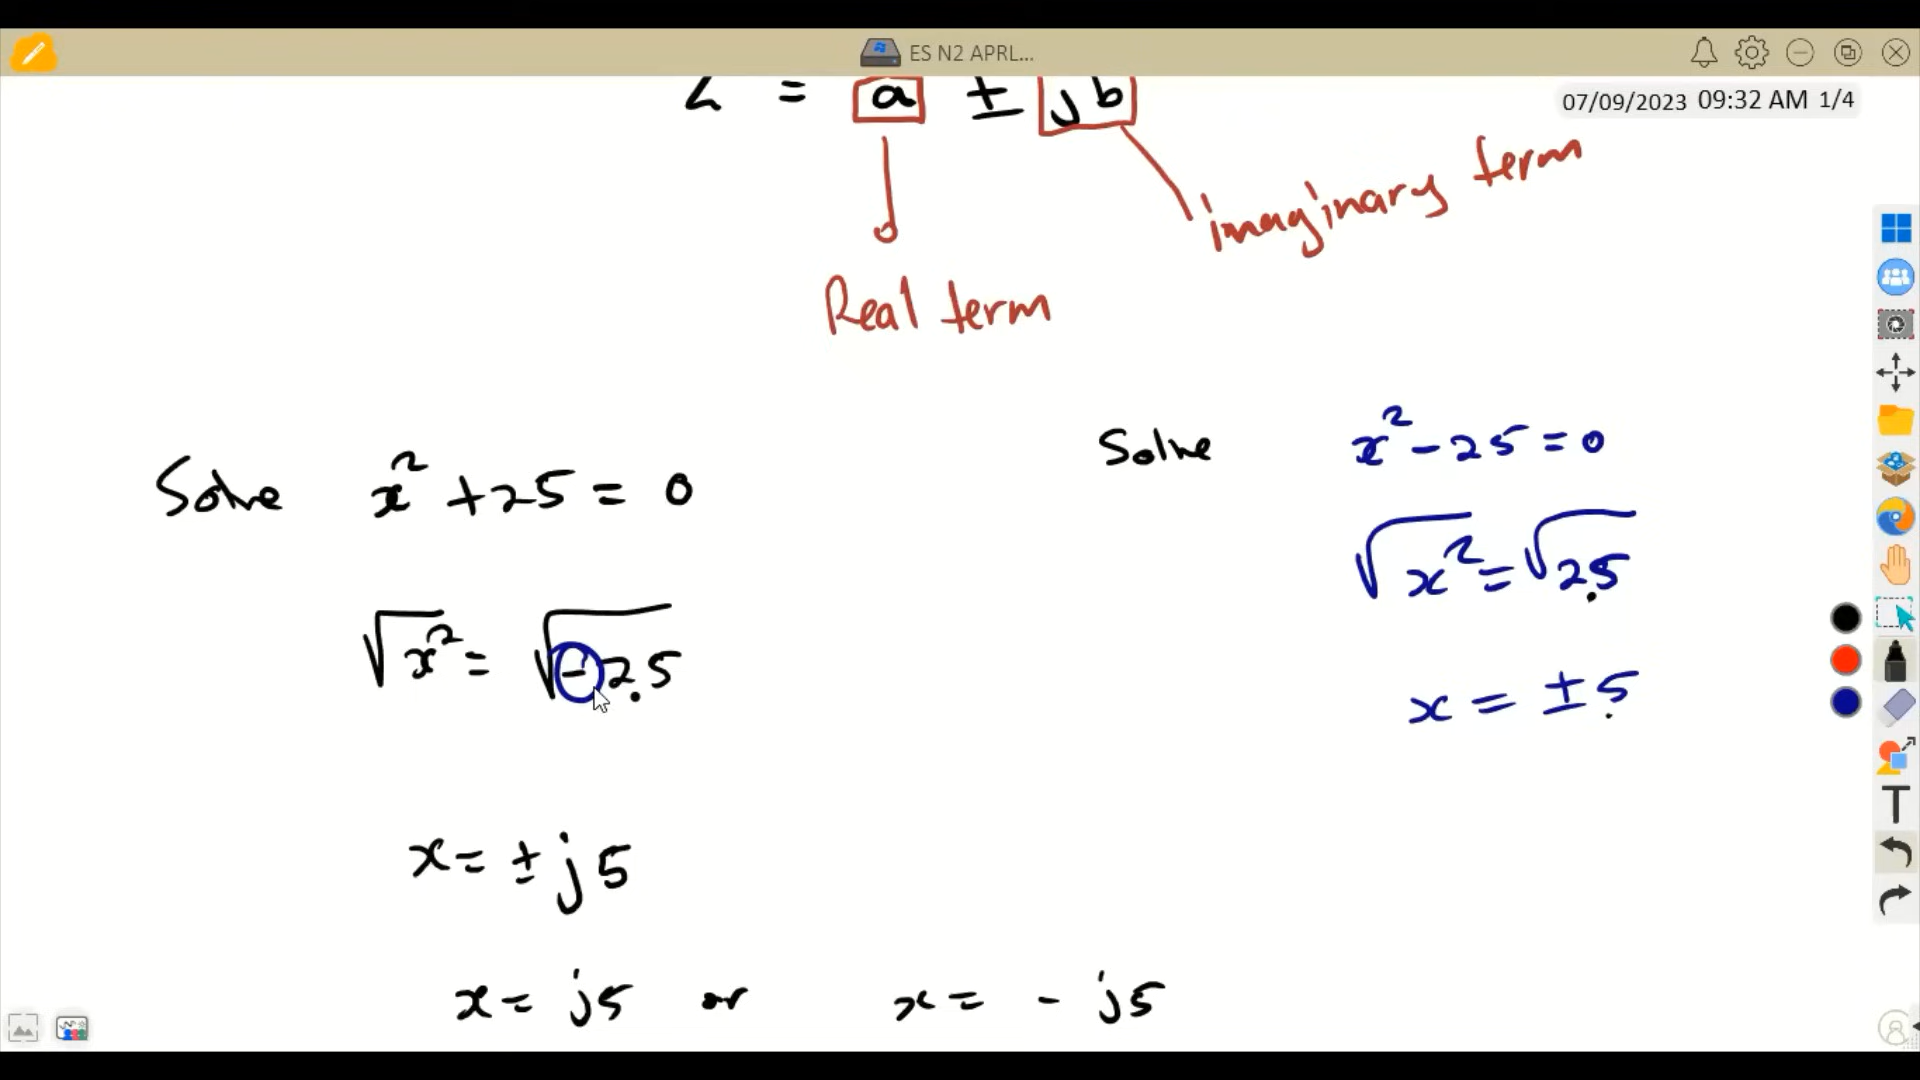 ES N2 APRL...
07/09/2023 09:32 AM 1/4
Z = a ± jb
imaginary term
Real term
Solve x² + 25 = 0
√x² = √-25
x = ± j5
x = j5 or x = - j5
Solve x² - 25 = 0
√x² = √25
x = ± 5
T